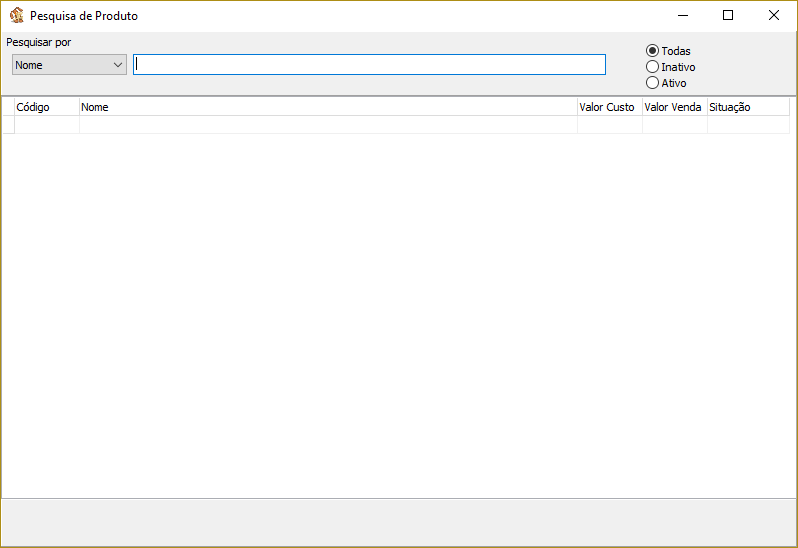 Pesquisa de Produto
Pesquisar por
Nome
Todas
Inativo
Ativo
Código Nome Valor Custo Valor Venda Situação